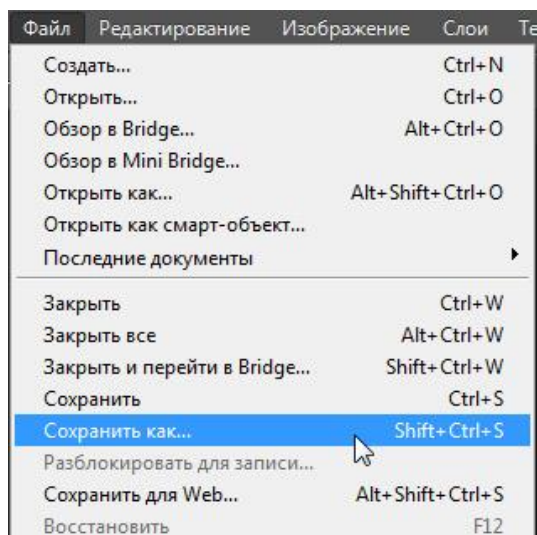 Файл Редактирование Изображение Слои Те
Создать... Ctrl+N
Открыть... Ctrl+O
Обзор в Bridge... Alt+Ctrl+O
Обзор в Mini Bridge...
Открыть как... Alt+Shift+Ctrl+O
Открыть как смарт-объект...
Последние документы
Закрыть Ctrl+W
Закрыть все Alt+Ctrl+W
Закрыть и перейти в Bridge... Shift+Ctrl+W
Сохранить Ctrl+S
Сохранить как... Shift+Ctrl+S
Разблокировать для записи...
Сохранить для Web... Alt+Shift+Ctrl+S
Восстановить F12